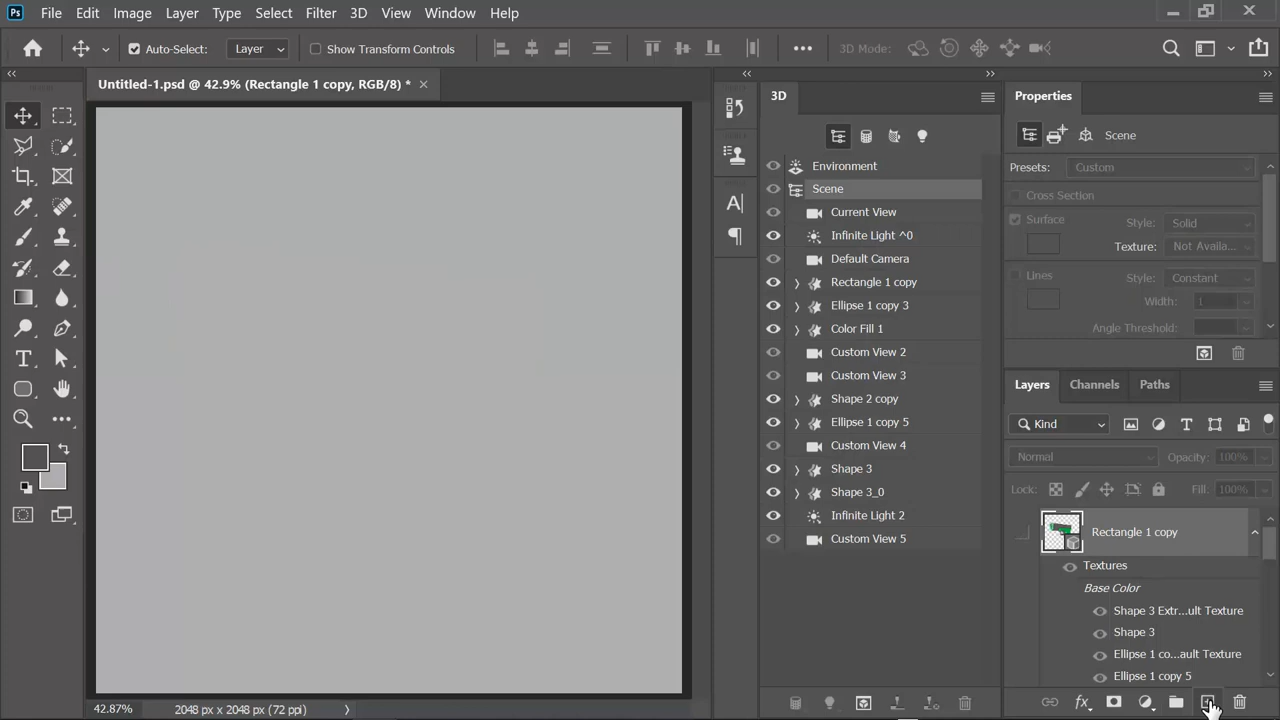 Ps File Edit Image Layer Type Select Filter 3D View Window Help
Auto-Select: Layer Show Transform Controls ••• 3D Mode:
Untitled-1.psd @ 42.9% (Rectangle 1 copy, RGB/8) *
3D
Properties
Scene
Presets: Custom
Cross Section
Surface Style: Solid
Texture: Not Availa...
Lines Style: Constant
Width: 1
Angle Threshold:
Environment
Scene
Current View
Infinite Light ^0
Default Camera
Rectangle 1 copy
Ellipse 1 copy 3
Color Fill 1
Custom View 2
Custom View 3
Shape 2 copy
Ellipse 1 copy 5
Custom View 4
Shape 3
Shape 3_0
Infinite Light 2
Custom View 5
Layers Channels Paths
Kind
Normal Opacity: 100%
Lock: Fill: 100%
Rectangle 1 copy
Textures
Base Color
Shape 3 Extr...ult Texture
Shape 3
Ellipse 1 co...ault Texture
Ellipse 1 copy 5
fx
42.87% 2048 px x 2048 px (72 ppi)